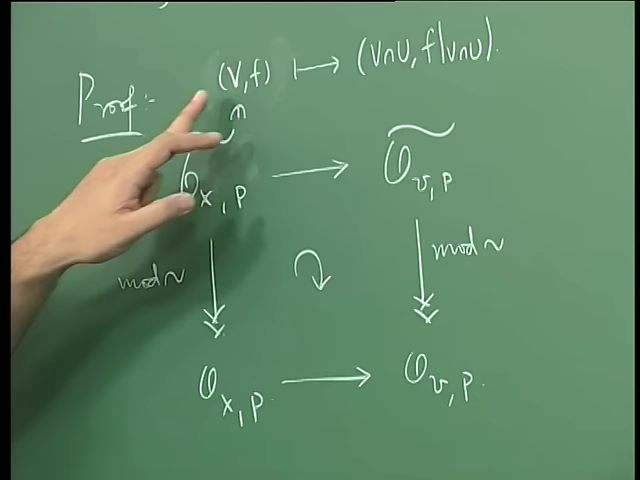 Proof:- (V,f) ⟼ (V∩U, f|V∩U).
∩
𝒪̃_{X,P} ⟶ 𝒪̃_{U,P}
mod~ ↻ mod~
𝒪_{X,P} ⟶ 𝒪_{U,P}.